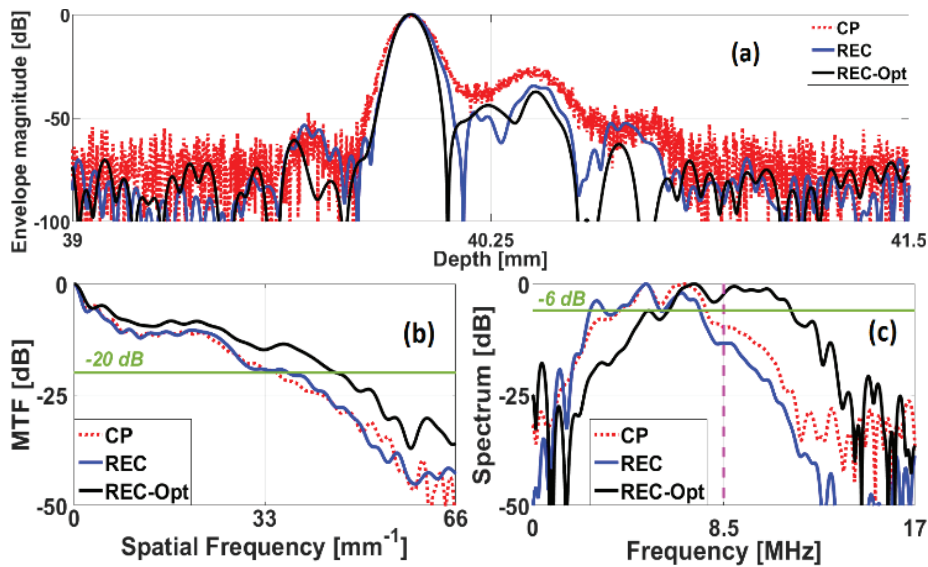 0
-50
-100
Envelope magnitude [dB]
39
40.25
41.5
Depth [mm]
(a)
CP
REC
REC-Opt
0
-25
-50
MTF [dB]
-20 dB
(b)
CP
REC
REC-Opt
0
33
66
Spatial Frequency [mm-1]
0
-25
-50
Spectrum [dB]
-6 dB
(c)
CP
REC
REC-Opt
0
8.5
17
Frequency [MHz]